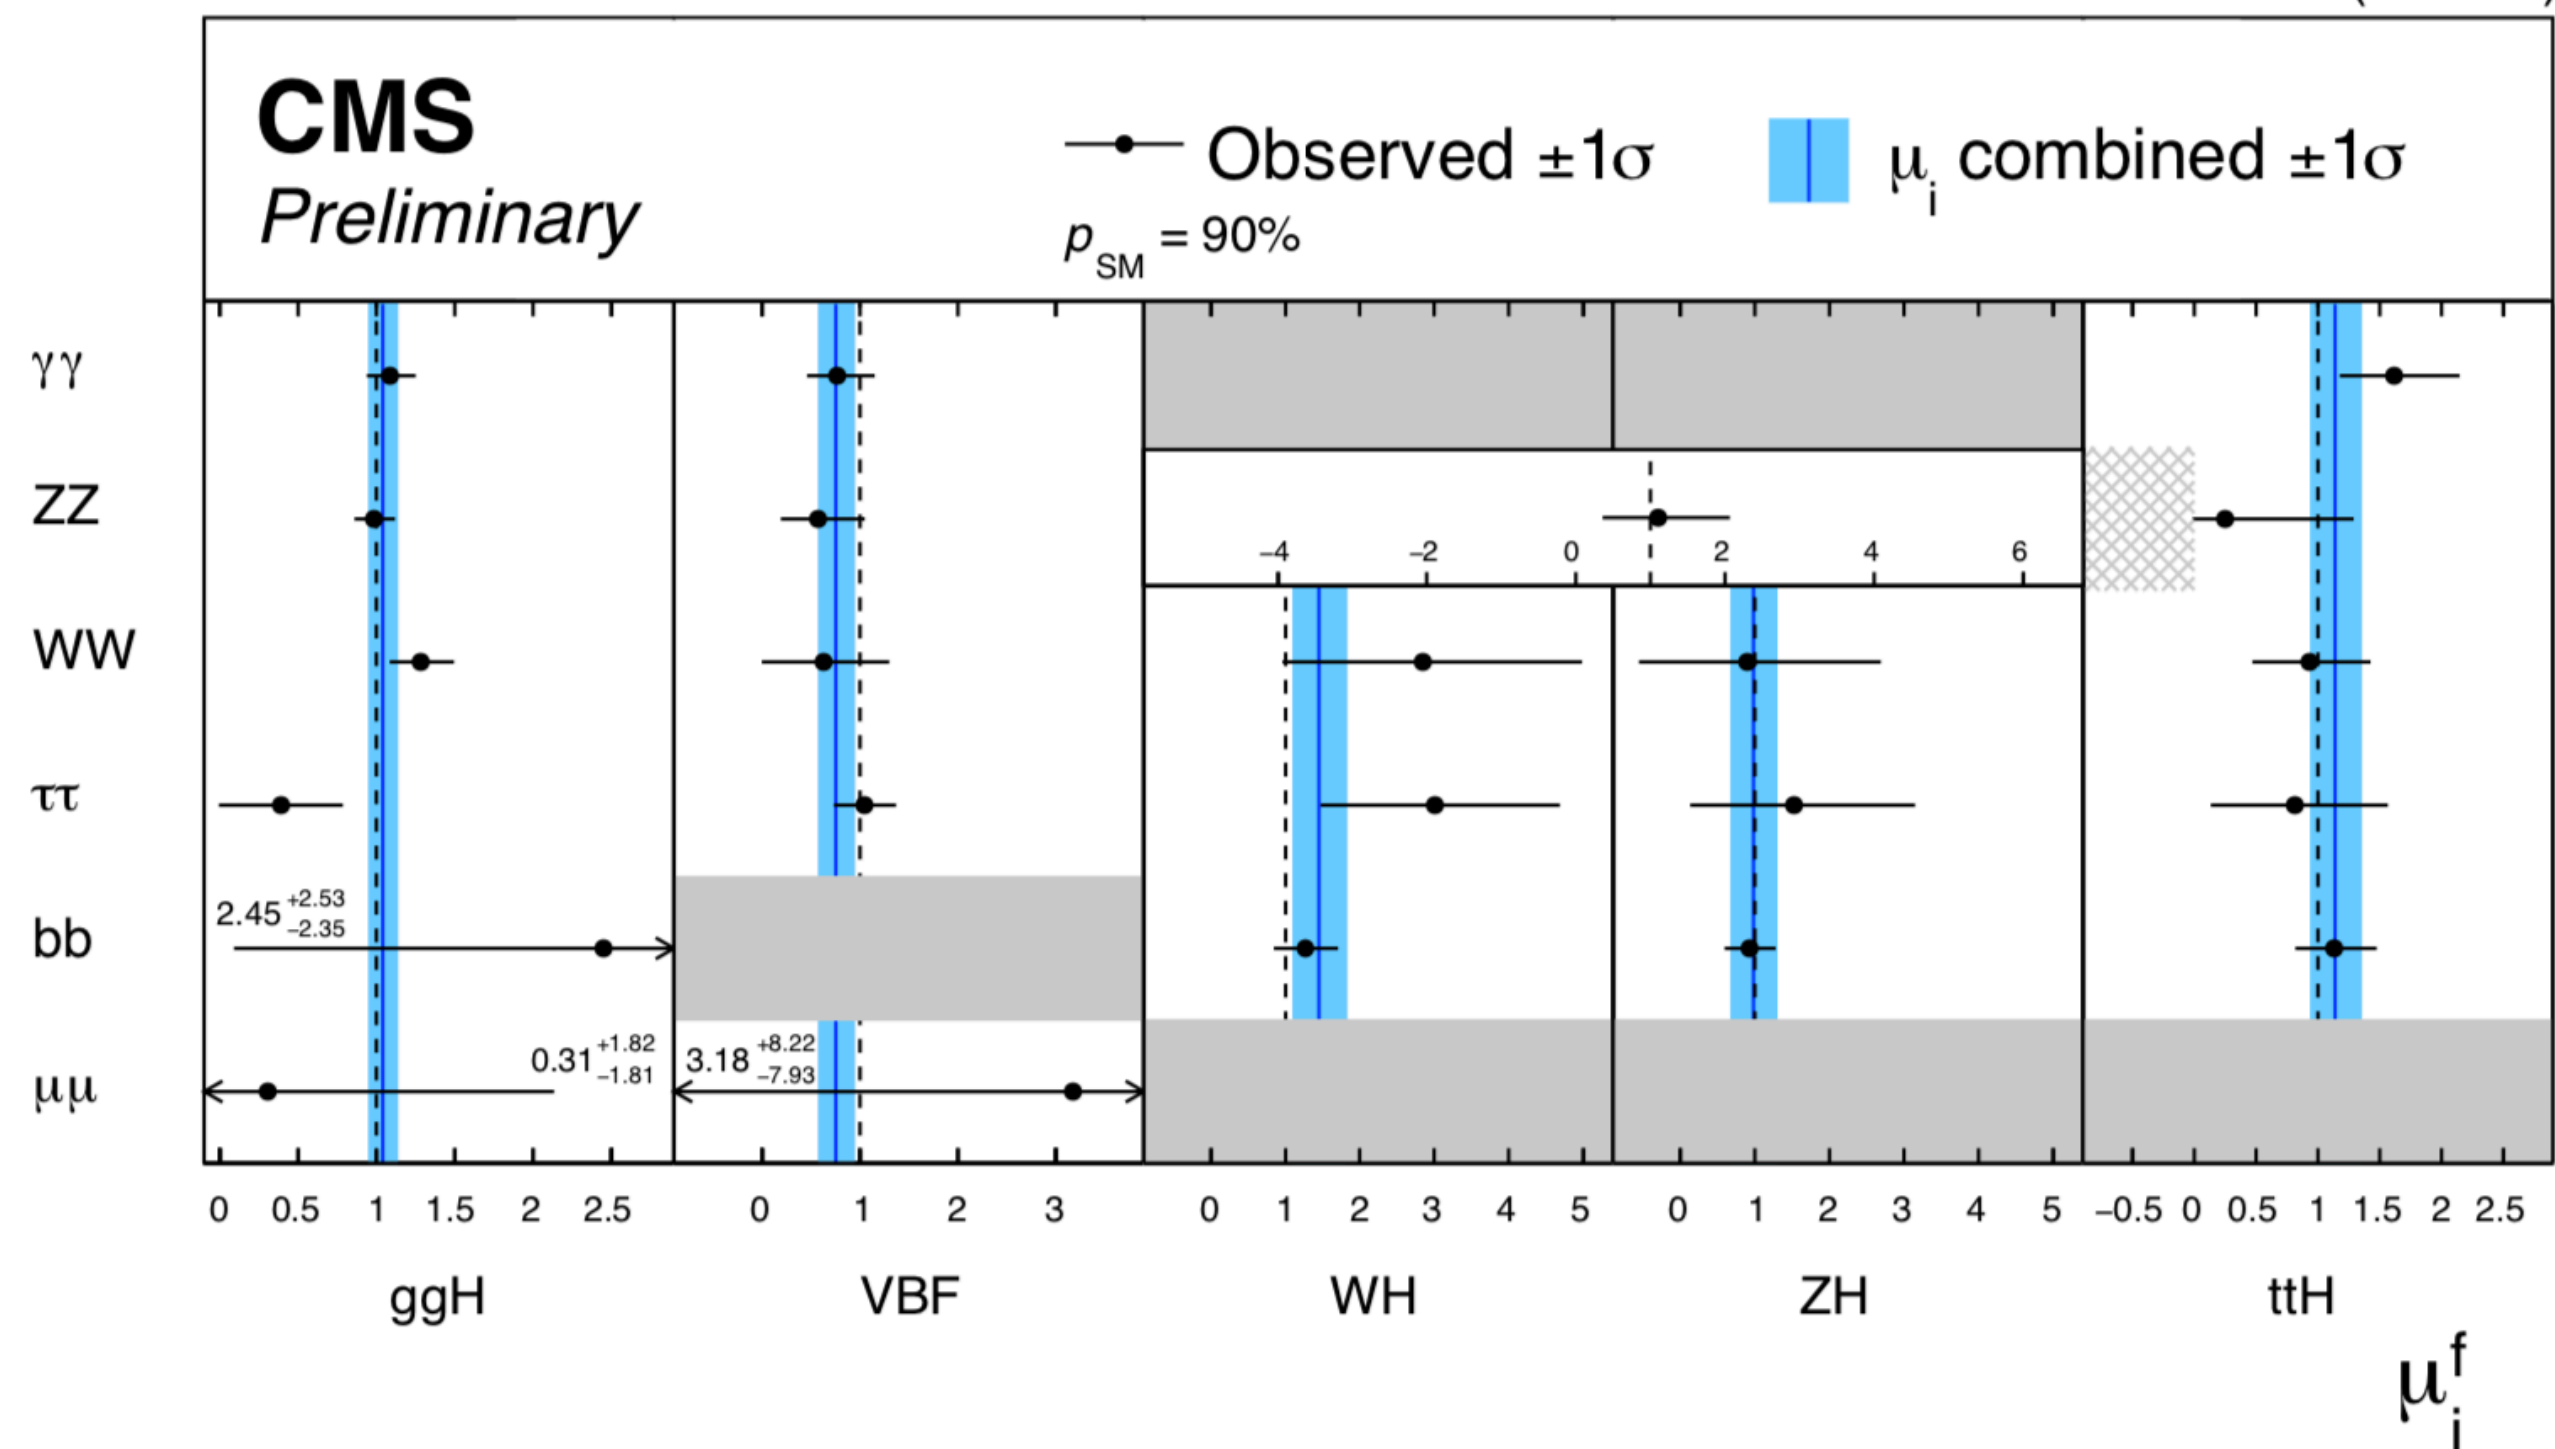 CMS
Preliminary
Observed ±1σ
μi combined ±1σ
pSM = 90%
γγ
ZZ
−4 −2 0 2 4 6
WW
ττ
2.45 +2.53 −2.35
bb
0.31 +1.82 −1.81
3.18 +8.22 −7.93
μμ
0 0.5 1 1.5 2 2.5 0 1 2 3 0 1 2 3 4 5 0 1 2 3 4 5 −0.5 0 0.5 1 1.5 2 2.5
ggH VBF WH ZH ttH
μif